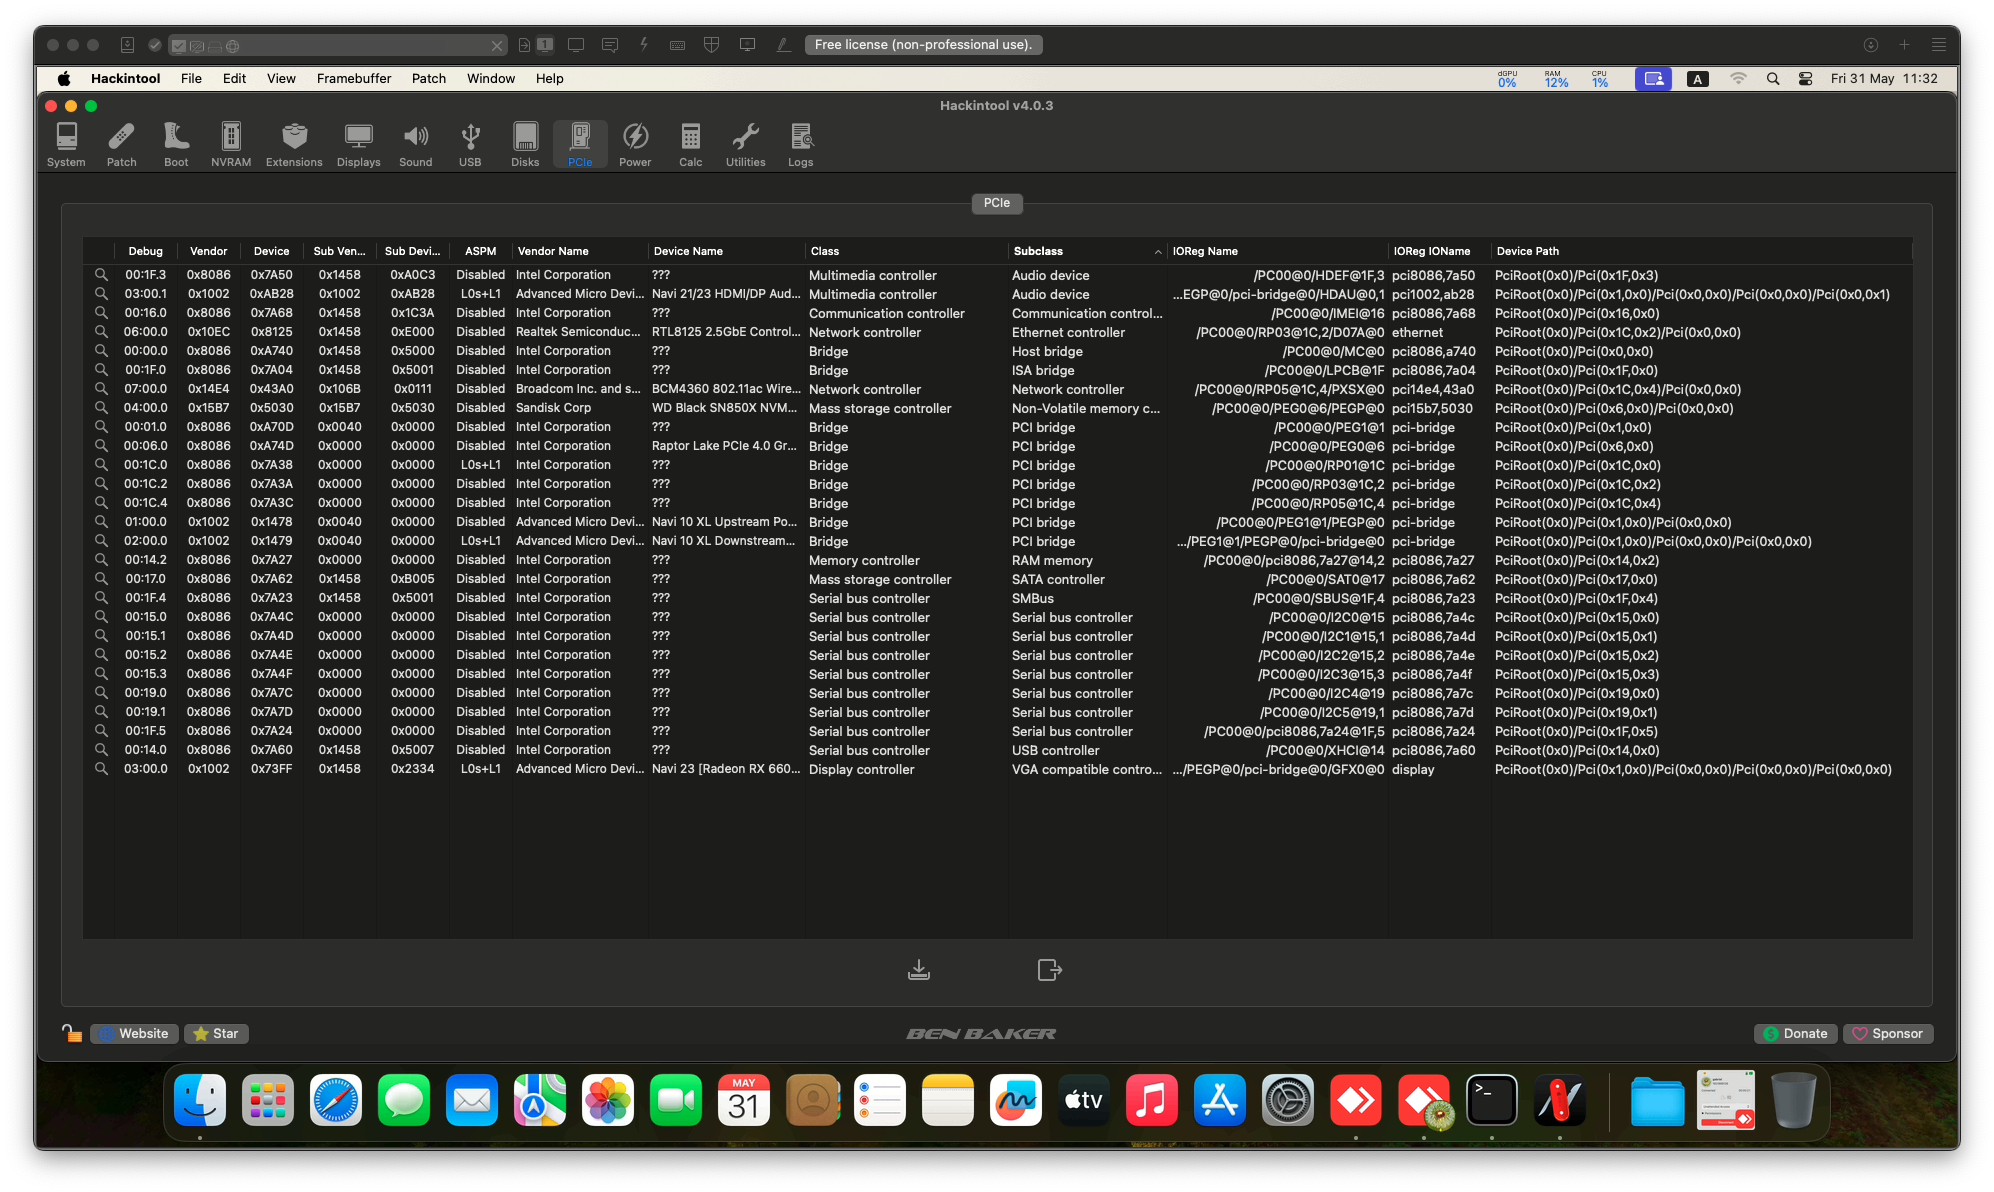 1 Free license (non-professional use).
Hackintool File Edit View Framebuffer Patch Window Help dGPU 0% RAM 12% CPU 1% A Fri 31 May 11:32
Hackintool v4.0.3
System Patch Boot NVRAM Extensions Displays Sound USB Disks PCIe Power Calc Utilities Logs
PCIe
Debug Vendor Device Sub Ven... Sub Devi... ASPM Vendor Name Device Name Class Subclass IOReg Name IOReg IOName Device Path
00:1F.3 0x8086 0x7A50 0x1458 0xA0C3 Disabled Intel Corporation ??? Multimedia controller Audio device /PC00@0/HDEF@1F,3 pci8086,7a50 PciRoot(0x0)/Pci(0x1F,0x3)
03:00.1 0x1002 0xAB28 0x1002 0xAB28 L0s+L1 Advanced Micro Devi... Navi 21/23 HDMI/DP Aud... Multimedia controller Audio device ...EGP@0/pci-bridge@0/HDAU@0,1 pci1002,ab28 PciRoot(0x0)/Pci(0x1,0x0)/Pci(0x0,0x0)/Pci(0x0,0x0)/Pci(0x0,0x1)
00:16.0 0x8086 0x7A68 0x1458 0x1C3A Disabled Intel Corporation ??? Communication controller Communication control... /PC00@0/IMEI@16 pci8086,7a68 PciRoot(0x0)/Pci(0x16,0x0)
06:00.0 0x10EC 0x8125 0x1458 0xE000 Disabled Realtek Semiconduc... RTL8125 2.5GbE Control... Network controller Ethernet controller /PC00@0/RP03@1C,2/D07A@0 ethernet PciRoot(0x0)/Pci(0x1C,0x2)/Pci(0x0,0x0)
00:00.0 0x8086 0xA740 0x1458 0x5000 Disabled Intel Corporation ??? Bridge Host bridge /PC00@0/MC@0 pci8086,a740 PciRoot(0x0)/Pci(0x0,0x0)
00:1F.0 0x8086 0x7A04 0x1458 0x5001 Disabled Intel Corporation ??? Bridge ISA bridge /PC00@0/LPCB@1F pci8086,7a04 PciRoot(0x0)/Pci(0x1F,0x0)
07:00.0 0x14E4 0x43A0 0x106B 0x0111 Disabled Broadcom Inc. and s... BCM4360 802.11ac Wire... Network controller Network controller /PC00@0/RP05@1C,4/PXSX@0 pci14e4,43a0 PciRoot(0x0)/Pci(0x1C,0x4)/Pci(0x0,0x0)
04:00.0 0x15B7 0x5030 0x15B7 0x5030 Disabled Sandisk Corp WD Black SN850X NVM... Mass storage controller Non-Volatile memory c... /PC00@0/PEG0@6/PEGP@0 pci15b7,5030 PciRoot(0x0)/Pci(0x6,0x0)/Pci(0x0,0x0)
00:01.0 0x8086 0xA70D 0x0040 0x0000 Disabled Intel Corporation ??? Bridge PCI bridge /PC00@0/PEG1@1 pci-bridge PciRoot(0x0)/Pci(0x1,0x0)
00:06.0 0x8086 0xA74D 0x0000 0x0000 Disabled Intel Corporation Raptor Lake PCIe 4.0 Gr... Bridge PCI bridge /PC00@0/PEG0@6 pci-bridge PciRoot(0x0)/Pci(0x6,0x0)
00:1C.0 0x8086 0x7A38 0x0000 0x0000 L0s+L1 Intel Corporation ??? Bridge PCI bridge /PC00@0/RP01@1C pci-bridge PciRoot(0x0)/Pci(0x1C,0x0)
00:1C.2 0x8086 0x7A3A 0x0000 0x0000 Disabled Intel Corporation ??? Bridge PCI bridge /PC00@0/RP03@1C,2 pci-bridge PciRoot(0x0)/Pci(0x1C,0x2)
00:1C.4 0x8086 0x7A3C 0x0000 0x0000 Disabled Intel Corporation ??? Bridge PCI bridge /PC00@0/RP05@1C,4 pci-bridge PciRoot(0x0)/Pci(0x1C,0x4)
01:00.0 0x1002 0x1478 0x0040 0x0000 Disabled Advanced Micro Devi... Navi 10 XL Upstream Po... Bridge PCI bridge /PC00@0/PEG1@1/PEGP@0 pci-bridge PciRoot(0x0)/Pci(0x1,0x0)/Pci(0x0,0x0)
02:00.0 0x1002 0x1479 0x0040 0x0000 L0s+L1 Advanced Micro Devi... Navi 10 XL Downstream... Bridge PCI bridge .../PEG1@1/PEGP@0/pci-bridge@0 pci-bridge PciRoot(0x0)/Pci(0x1,0x0)/Pci(0x0,0x0)/Pci(0x0,0x0)
00:14.2 0x8086 0x7A27 0x0000 0x0000 Disabled Intel Corporation ??? Memory controller RAM memory /PC00@0/pci8086,7a27@14,2 pci8086,7a27 PciRoot(0x0)/Pci(0x14,0x2)
00:17.0 0x8086 0x7A62 0x1458 0xB005 Disabled Intel Corporation ??? Mass storage controller SATA controller /PC00@0/SAT0@17 pci8086,7a62 PciRoot(0x0)/Pci(0x17,0x0)
00:1F.4 0x8086 0x7A23 0x1458 0x5001 Disabled Intel Corporation ??? Serial bus controller SMBus /PC00@0/SBUS@1F,4 pci8086,7a23 PciRoot(0x0)/Pci(0x1F,0x4)
00:15.0 0x8086 0x7A4C 0x0000 0x0000 Disabled Intel Corporation ??? Serial bus controller Serial bus controller /PC00@0/I2C0@15 pci8086,7a4c PciRoot(0x0)/Pci(0x15,0x0)
00:15.1 0x8086 0x7A4D 0x0000 0x0000 Disabled Intel Corporation ??? Serial bus controller Serial bus controller /PC00@0/I2C1@15,1 pci8086,7a4d PciRoot(0x0)/Pci(0x15,0x1)
00:15.2 0x8086 0x7A4E 0x0000 0x0000 Disabled Intel Corporation ??? Serial bus controller Serial bus controller /PC00@0/I2C2@15,2 pci8086,7a4e PciRoot(0x0)/Pci(0x15,0x2)
00:15.3 0x8086 0x7A4F 0x0000 0x0000 Disabled Intel Corporation ??? Serial bus controller Serial bus controller /PC00@0/I2C3@15,3 pci8086,7a4f PciRoot(0x0)/Pci(0x15,0x3)
00:19.0 0x8086 0x7A7C 0x0000 0x0000 Disabled Intel Corporation ??? Serial bus controller Serial bus controller /PC00@0/I2C4@19 pci8086,7a7c PciRoot(0x0)/Pci(0x19,0x0)
00:19.1 0x8086 0x7A7D 0x0000 0x0000 Disabled Intel Corporation ??? Serial bus controller Serial bus controller /PC00@0/I2C5@19,1 pci8086,7a7d PciRoot(0x0)/Pci(0x19,0x1)
00:1F.5 0x8086 0x7A24 0x0000 0x0000 Disabled Intel Corporation ??? Serial bus controller Serial bus controller /PC00@0/pci8086,7a24@1F,5 pci8086,7a24 PciRoot(0x0)/Pci(0x1F,0x5)
00:14.0 0x8086 0x7A60 0x1458 0x5007 Disabled Intel Corporation ??? Serial bus controller USB controller /PC00@0/XHCI@14 pci8086,7a60 PciRoot(0x0)/Pci(0x14,0x0)
03:00.0 0x1002 0x73FF 0x1458 0x2334 L0s+L1 Advanced Micro Devi... Navi 23 [Radeon RX 660... Display controller VGA compatible contro... .../PEGP@0/pci-bridge@0/GFX0@0 display PciRoot(0x0)/Pci(0x1,0x0)/Pci(0x0,0x0)/Pci(0x0,0x0)/Pci(0x0,0x0)
Website Star BEN BAKER Donate Sponsor
MAY
31
tv
>_